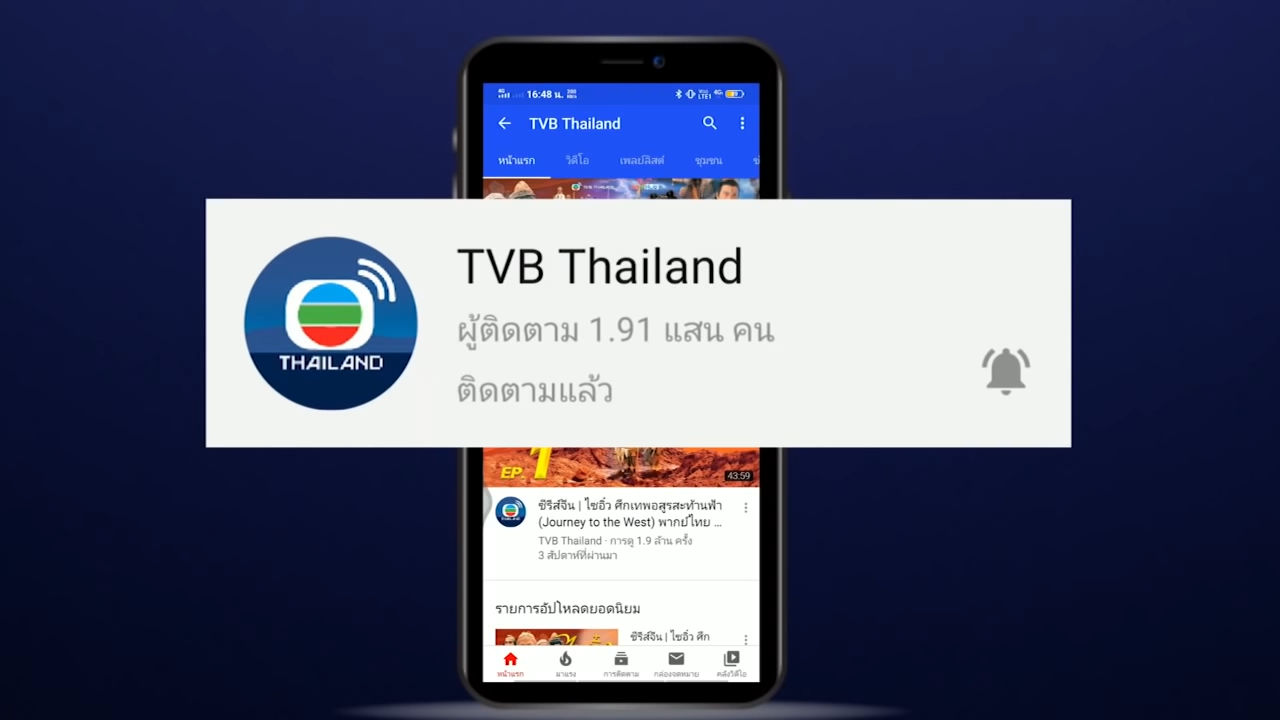 16:48 น.
TVB Thailand
หน้าแรก วิดีโอ เพลย์ลิสต์ ชุมชน
TVB Thailand
ผู้ติดตาม 1.91 แสน คน
ติดตามแล้ว
THAILAND
EP. 1
43:59
ซีรีส์จีน | ไซอิ๋ว ศึกเทพอสูรสะท้านฟ้า
(Journey to the West) พากย์ไทย ...
TVB Thailand · การดู 1.9 ล้าน ครั้ง
3 สัปดาห์ที่ผ่านมา
รายการอัปโหลดยอดนิยม
ซีรีส์จีน | ไซอิ๋ว ศึก
หน้าแรก มาแรง การติดตาม กล่องจดหมาย คลังวิดีโอ